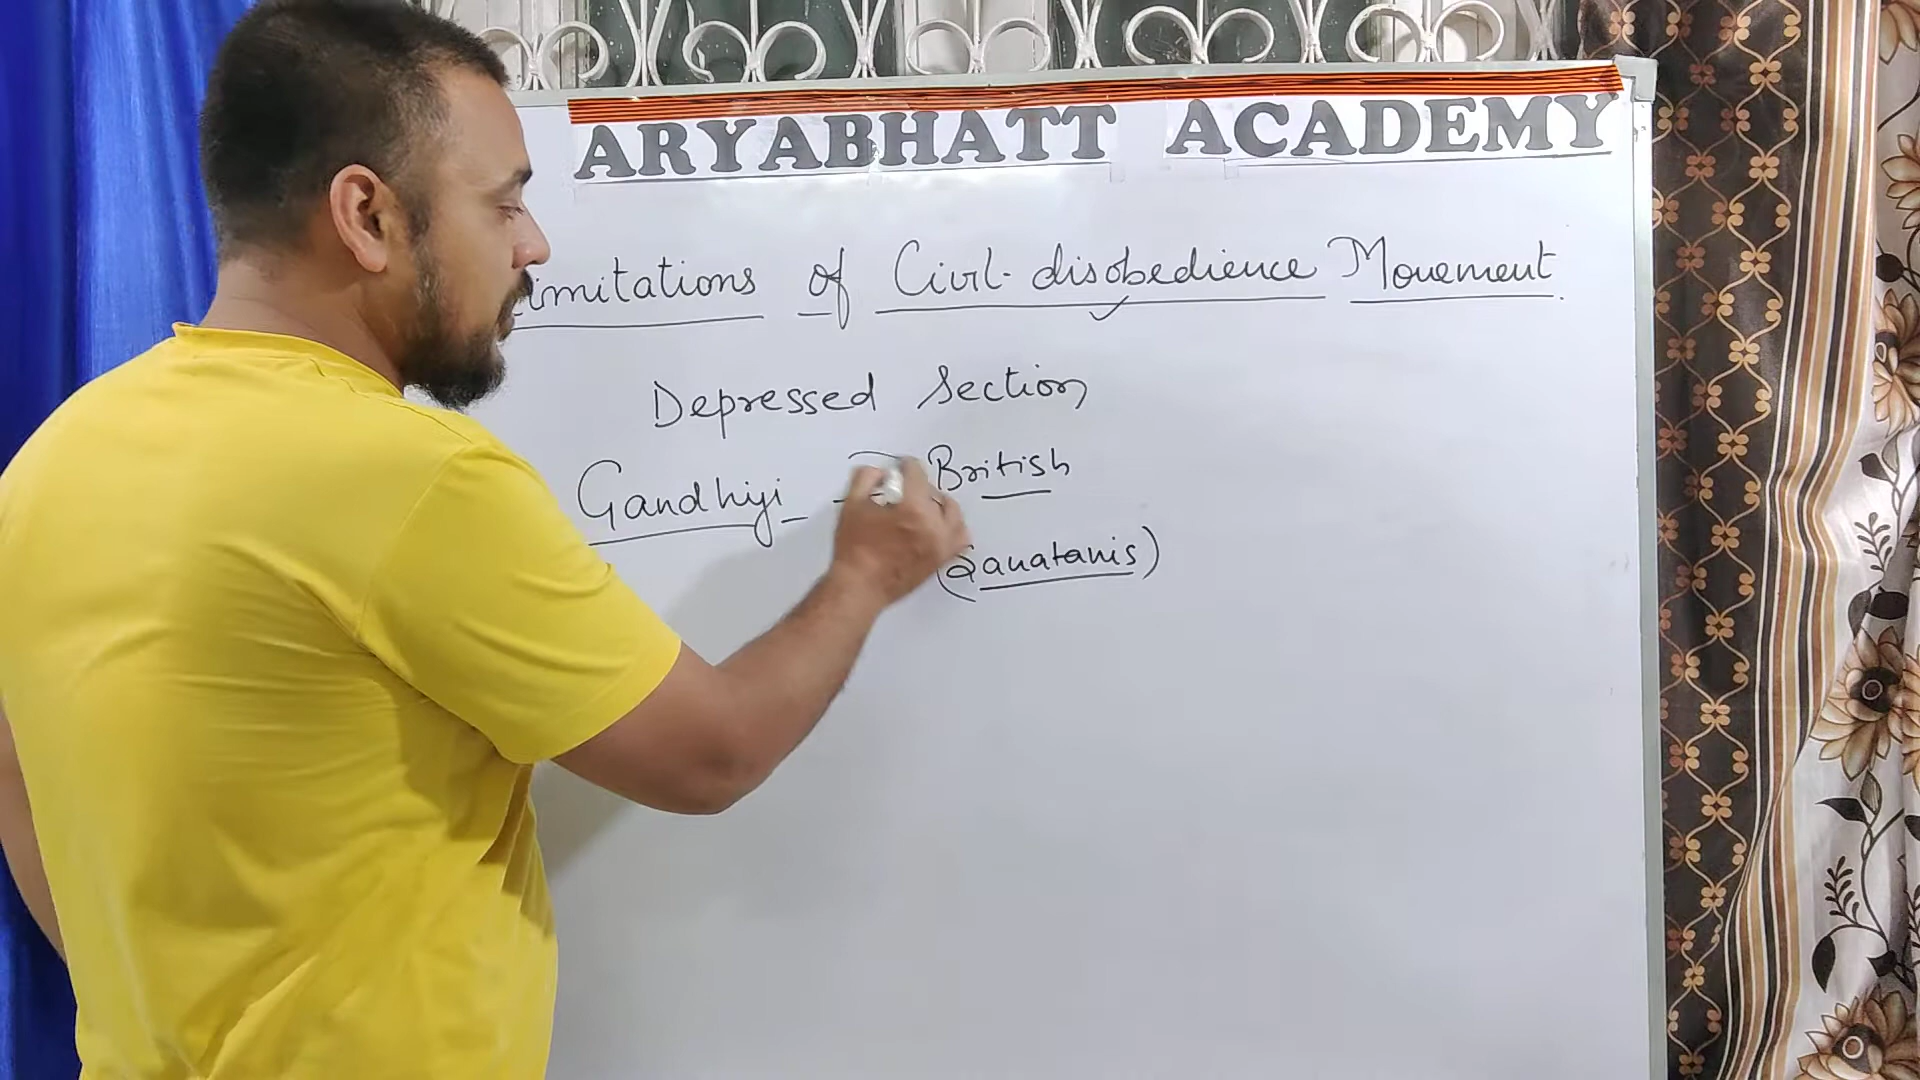 ARYABHATT ACADEMY
imitations of Civil-disobedience Movement.
Depressed Section
Gandhiji - British
(Sanatanis)